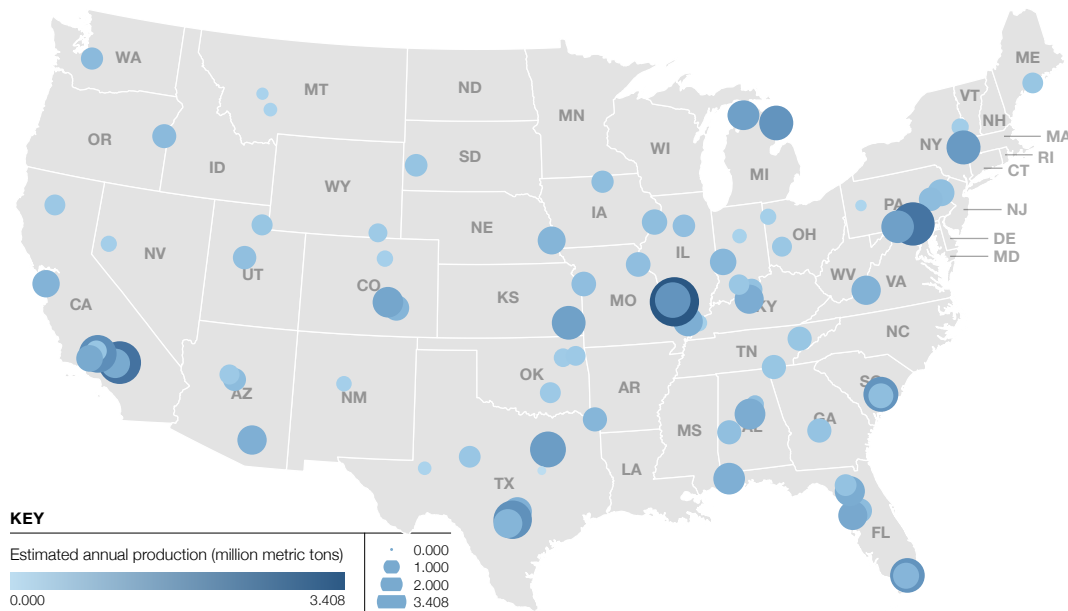 ME
WA
VT
MT
ND
NH
MN
MA
OR
NY
RI
WI
SD
ID
CT
MI
WY
PA
IA
NJ
NE
OH
DE
NV
IL
MD
UT
WV
VA
CO
KS
MO
CA
KY
NC
TN
OK
SC
AZ
AR
NM
GA
MS
AL
LA
TX
KEY
FL
Estimated annual production (million metric tons)
0.000
1.000
2.000
3.408
0.000
3.408